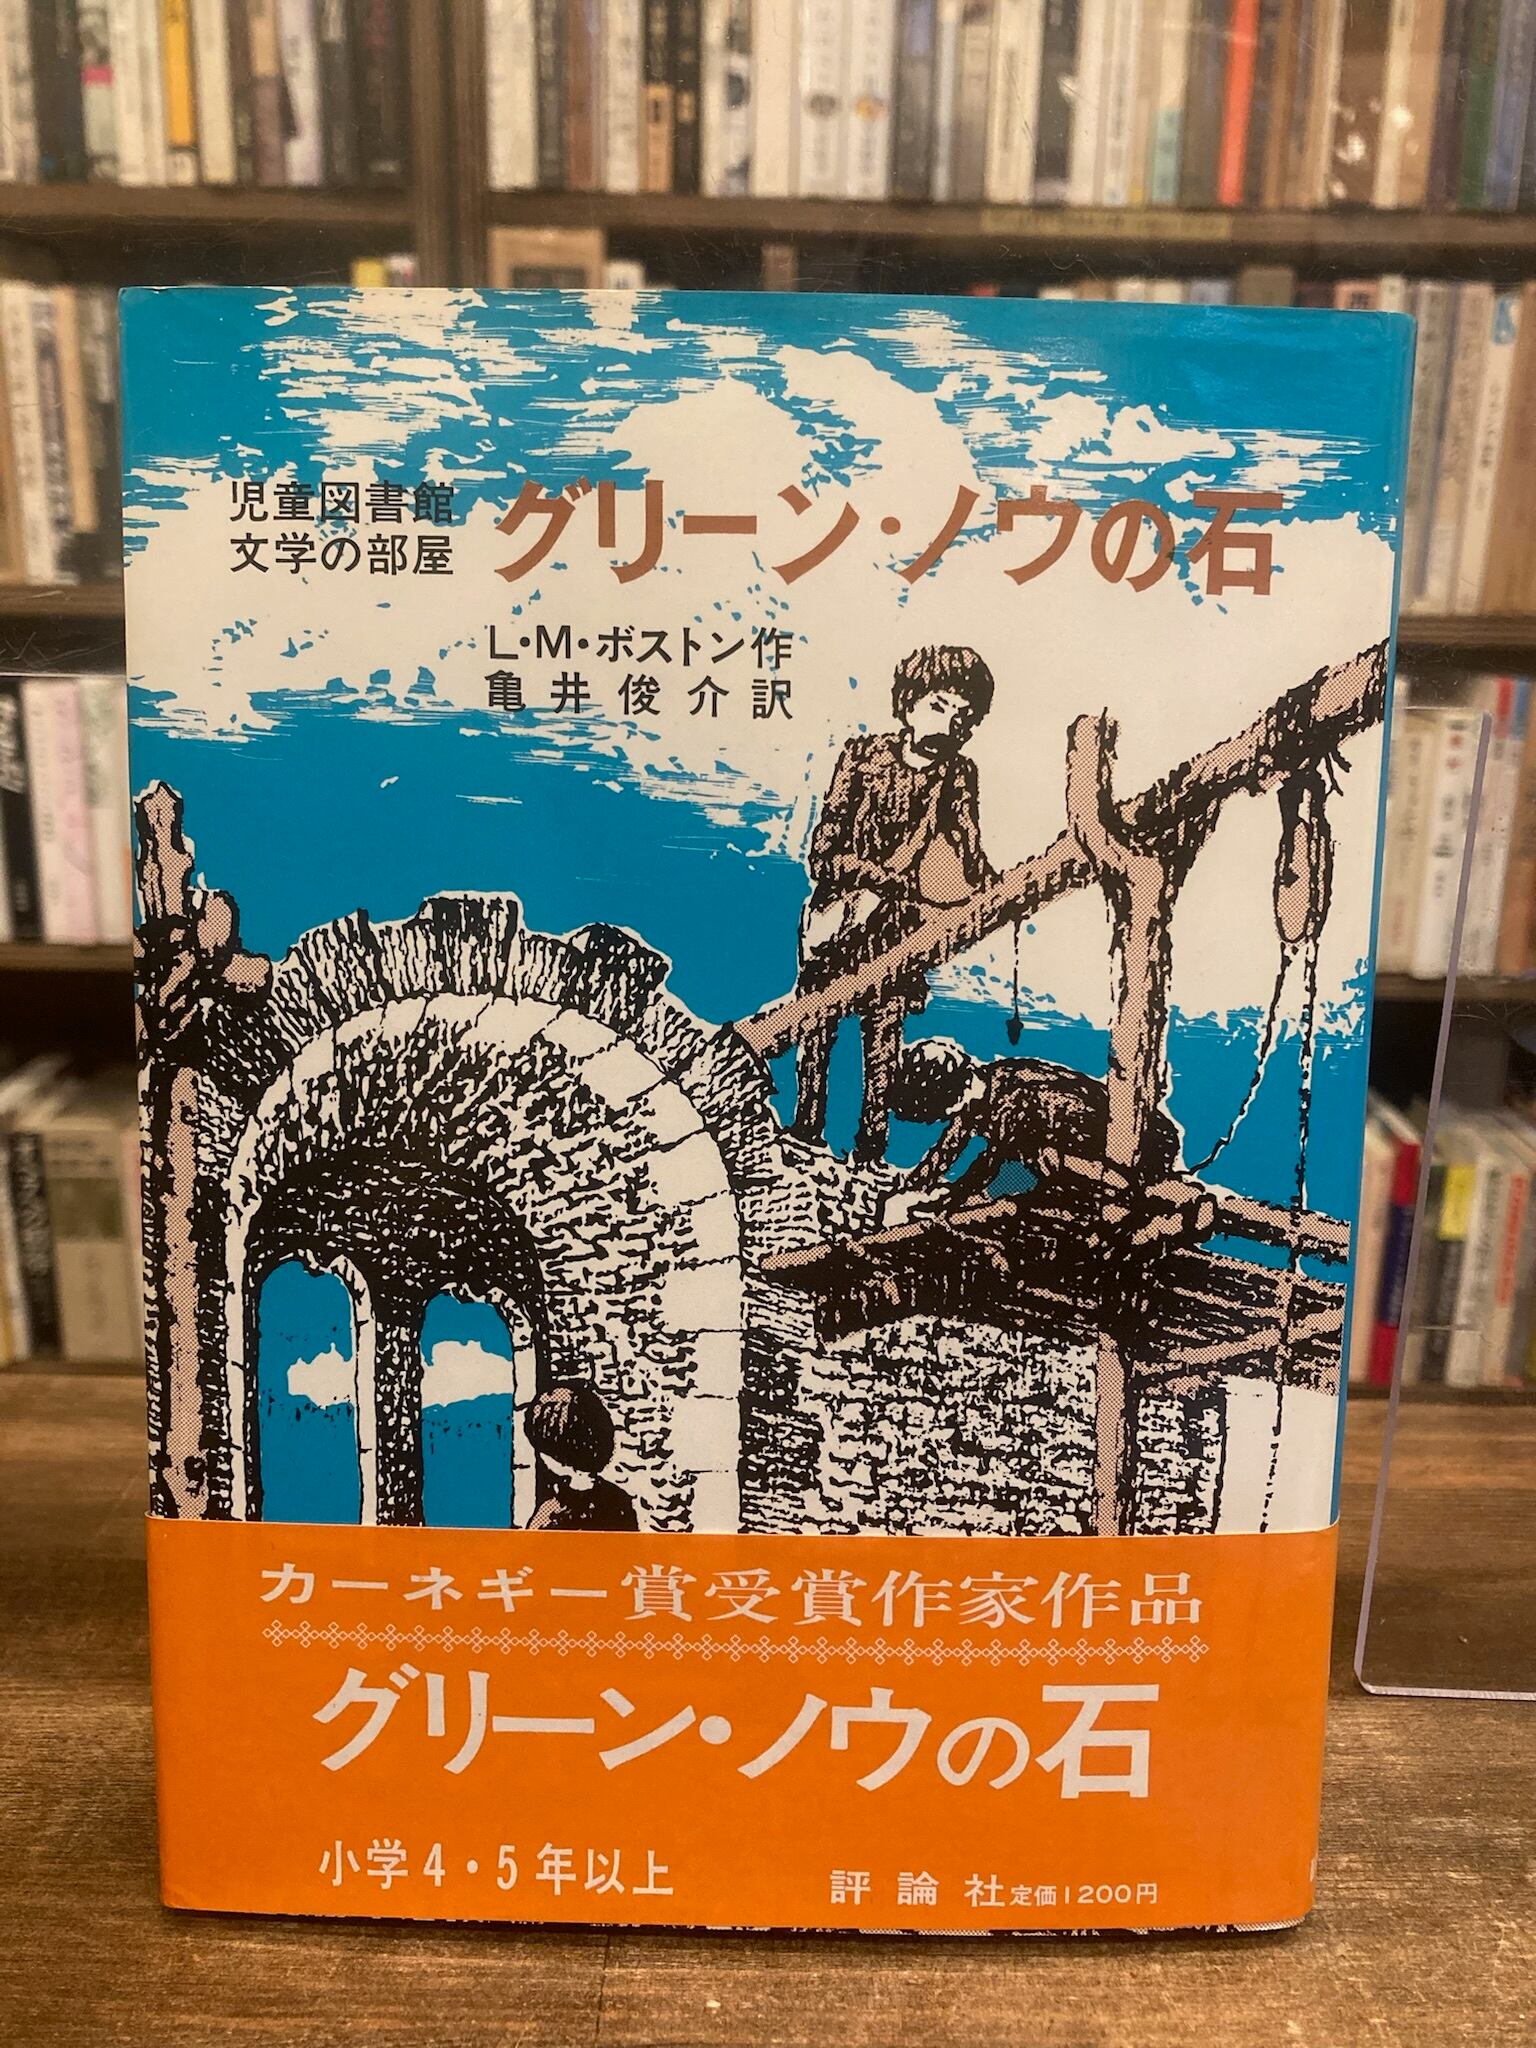 児童図書館
文学の部屋
グリーン・ノウの石
L・M・ボストン作
亀井俊介訳
カーネギー賞受賞作家作品
グリーン・ノウの石
小学4・5年以上
評論社定価1200円